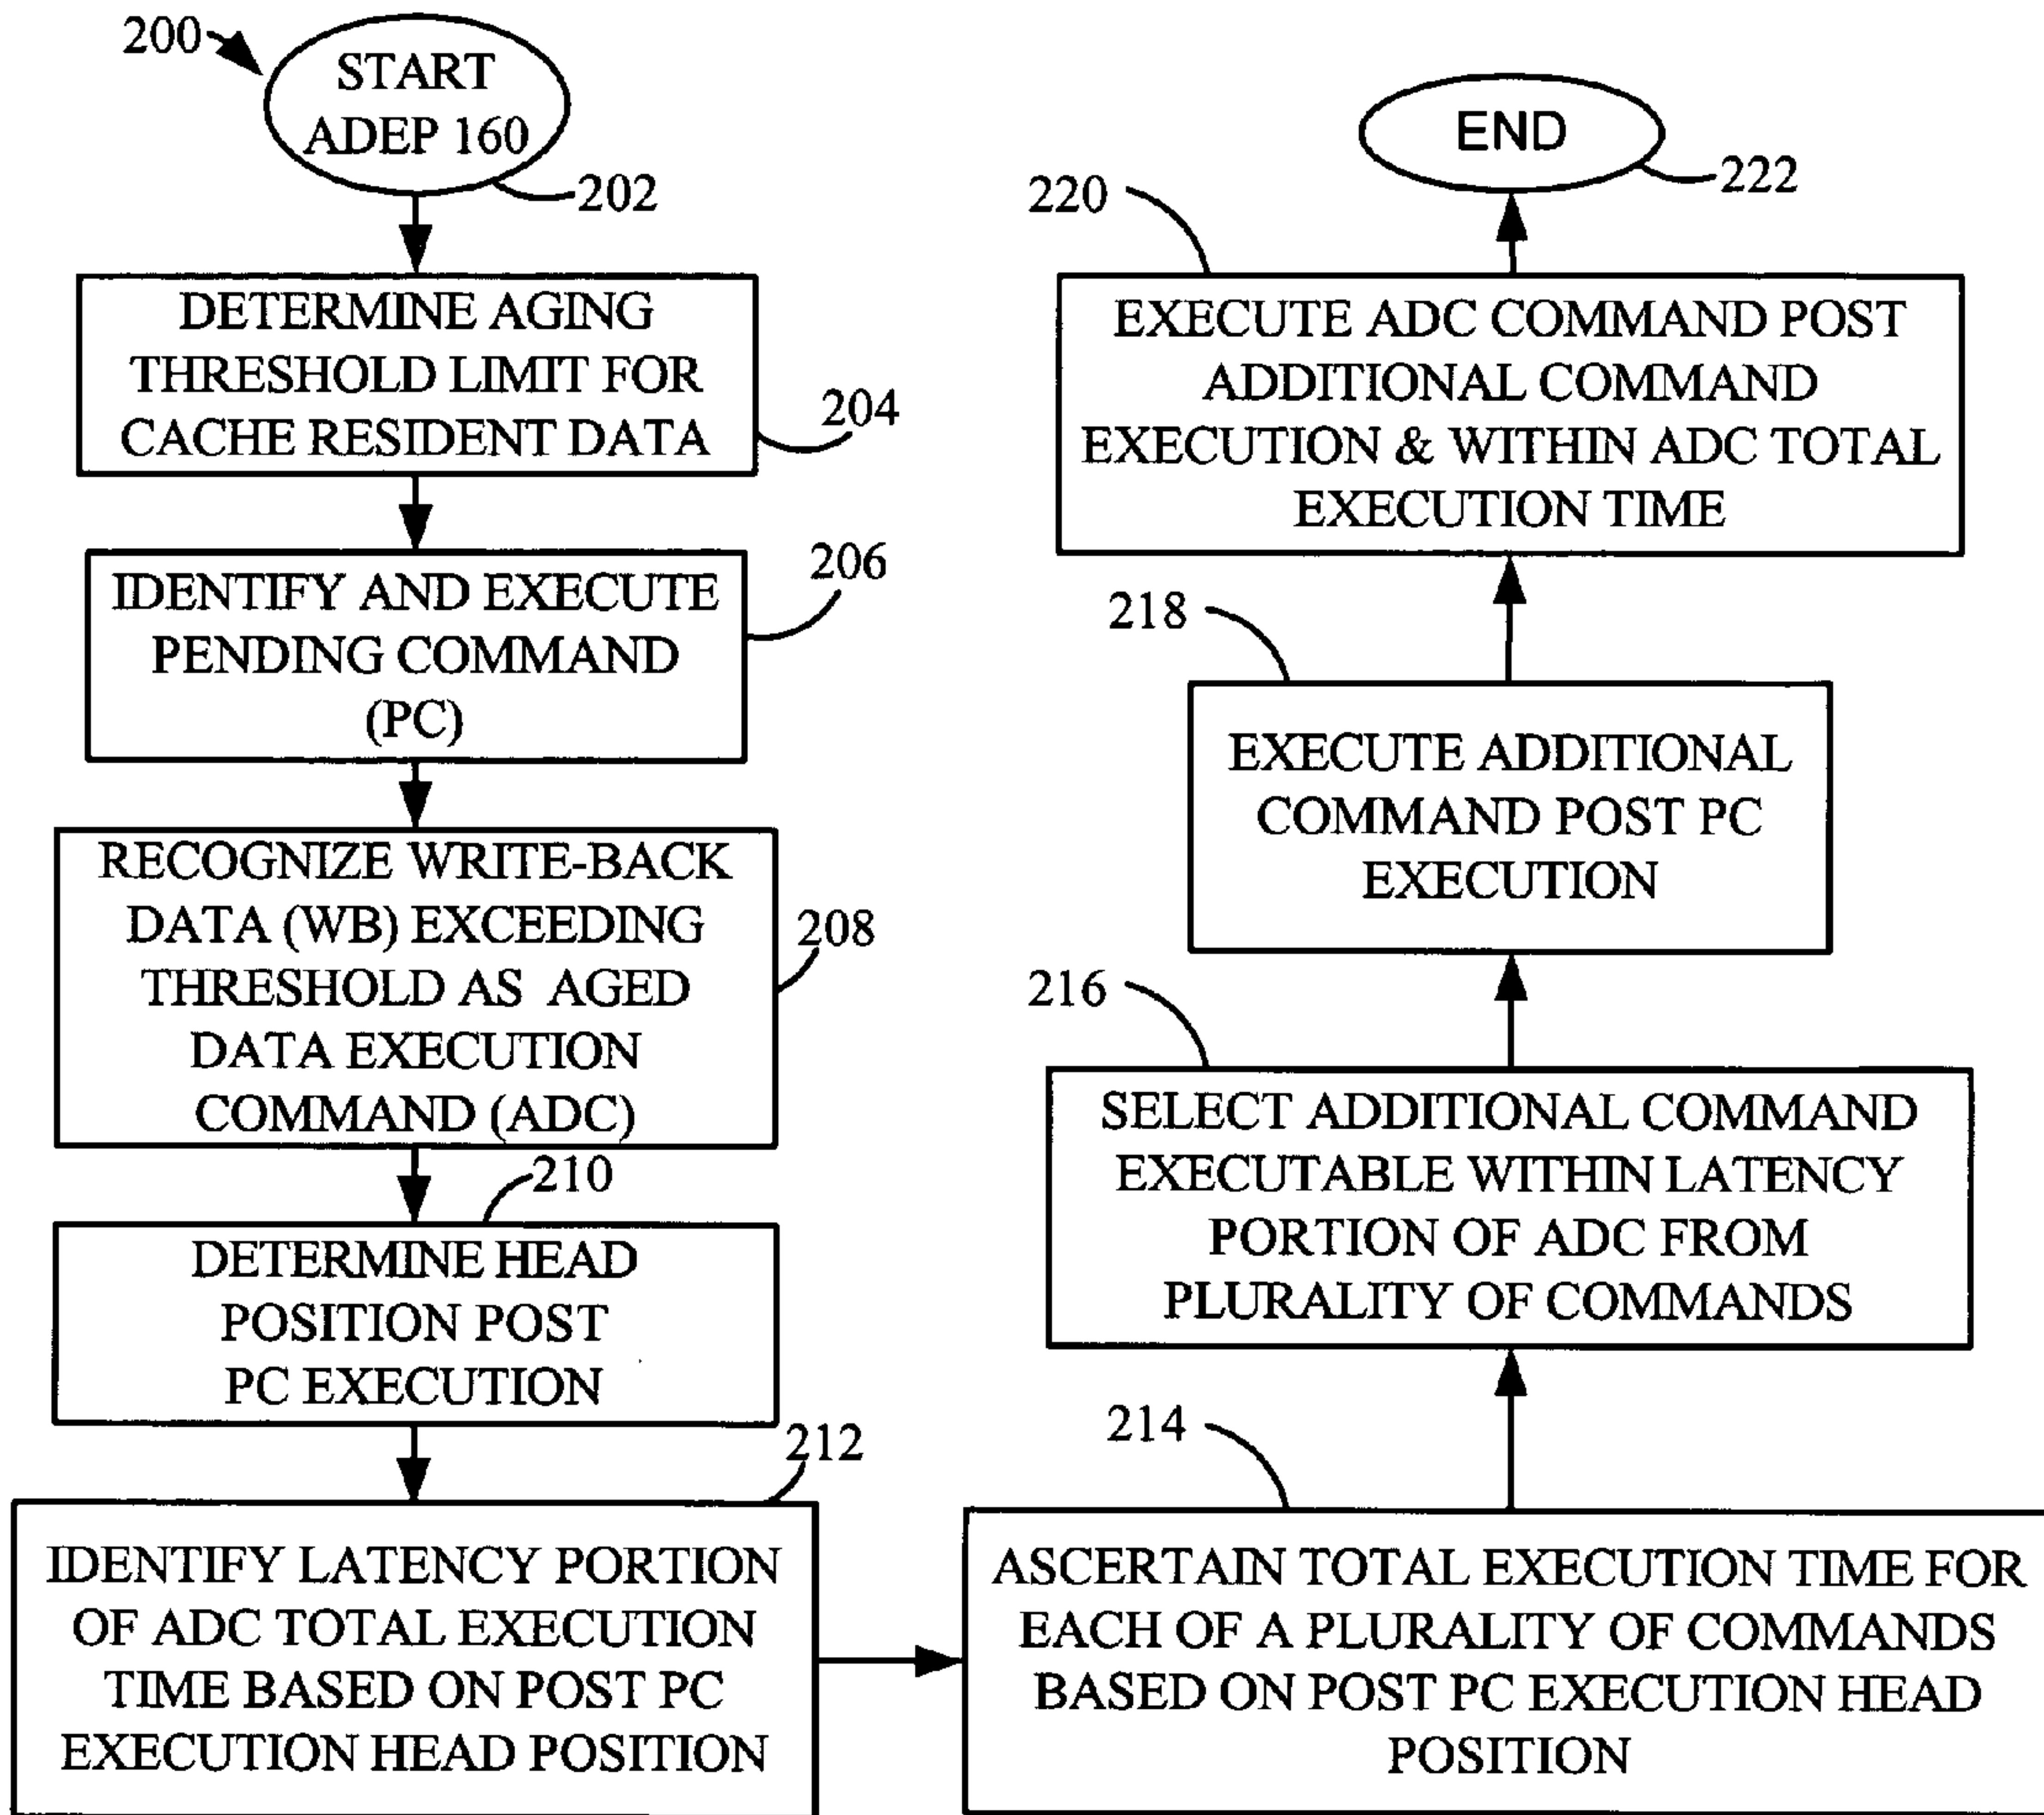 200
START
ADEP 160
202
DETERMINE AGING
THRESHOLD LIMIT FOR
CACHE RESIDENT DATA
204
IDENTIFY AND EXECUTE
PENDING COMMAND
(PC)
206
RECOGNIZE WRITE-BACK
DATA (WB) EXCEEDING
THRESHOLD AS AGED
DATA EXECUTION
COMMAND (ADC)
208
210
DETERMINE HEAD
POSITION POST
PC EXECUTION
212
IDENTIFY LATENCY PORTION
OF ADC TOTAL EXECUTION
TIME BASED ON POST PC
EXECUTION HEAD POSITION
214
ASCERTAIN TOTAL EXECUTION TIME FOR
EACH OF A PLURALITY OF COMMANDS
BASED ON POST PC EXECUTION HEAD
POSITION
216
SELECT ADDITIONAL COMMAND
EXECUTABLE WITHIN LATENCY
PORTION OF ADC FROM
PLURALITY OF COMMANDS
218
EXECUTE ADDITIONAL
COMMAND POST PC
EXECUTION
220
EXECUTE ADC COMMAND POST
ADDITIONAL COMMAND
EXECUTION & WITHIN ADC TOTAL
EXECUTION TIME
END
222